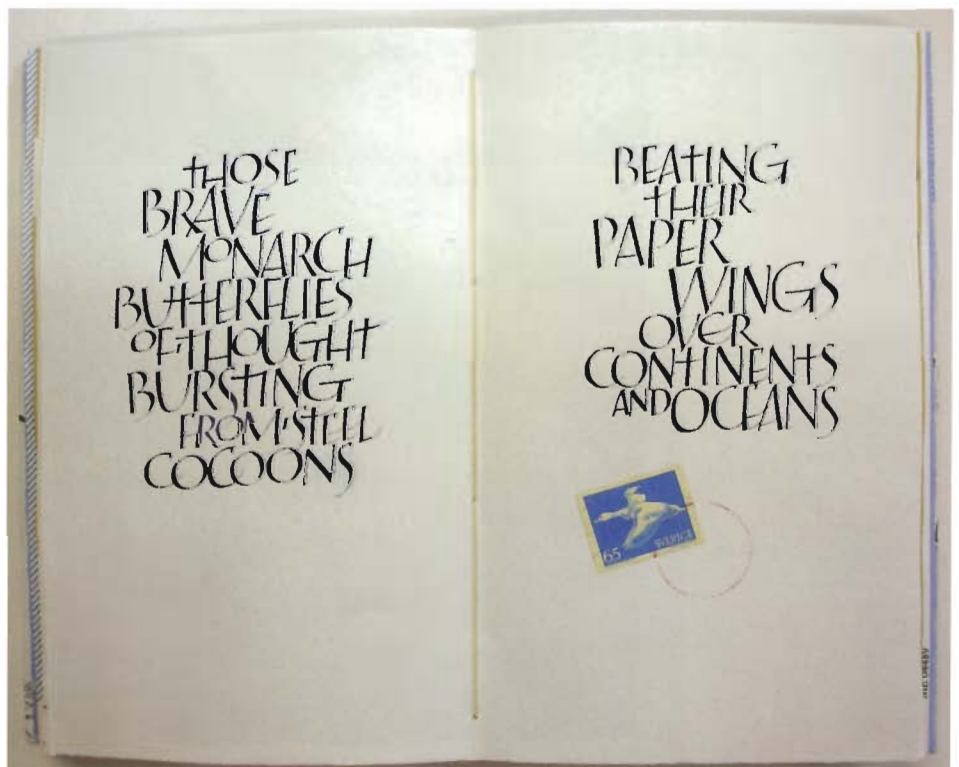 THOSE
BRAVE
MONARCH
BUTTERFLIES
OF THOUGHT
BURSTING
FROM STEEL
COCOONS
BEATING
THEIR
PAPER
WINGS
OVER
CONTINENTS
AND OCEANS
65 SVERIGE